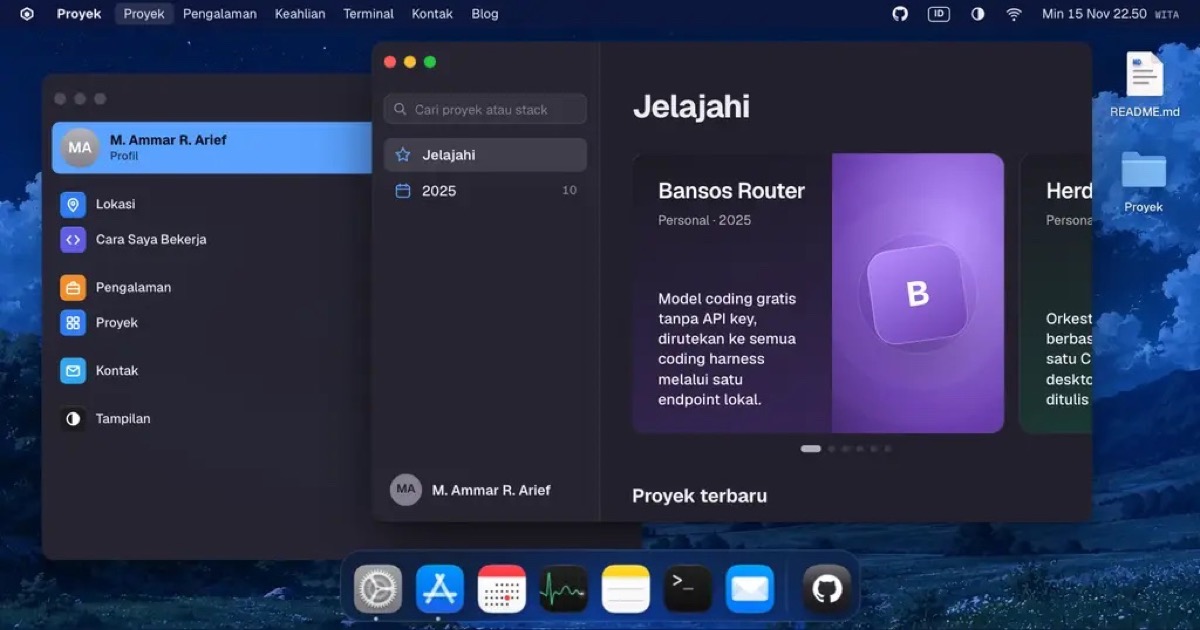 Proyek Proyek Pengalaman Keahlian Terminal Kontak Blog ID Min 15 Nov 22.50 WITA
MA
M. Ammar R. Arief
Profil
Lokasi
Cara Saya Bekerja
Pengalaman
Proyek
Kontak
Tampilan
Cari proyek atau stack
Jelajahi
2025 10
MA M. Ammar R. Arief
Jelajahi
Bansos Router
Personal · 2025
Model coding gratis
tanpa API key,
dirutekan ke semua
coding harness
melalui satu
endpoint lokal.
B
Herd
Persona
Orkest
berbas
satu C
deskto
ditulis
Proyek terbaru
MD
README.md
Proyek
>_